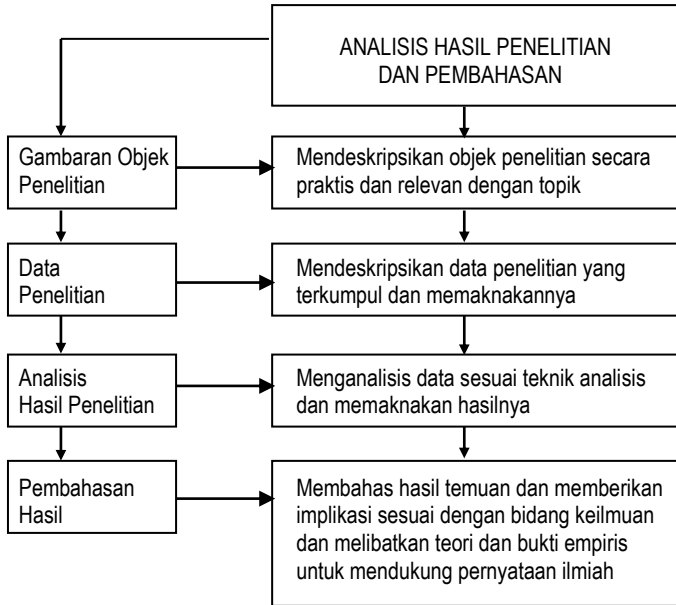 ANALISIS HASIL PENELITIAN
DAN PEMBAHASAN
Gambaran Objek
Penelitian
Mendeskripsikan objek penelitian secara
praktis dan relevan dengan topik
Data
Penelitian
Mendeskripsikan data penelitian yang
terkumpul dan memaknakannya
Analisis
Hasil Penelitian
Menganalisis data sesuai teknik analisis
dan memaknakan hasilnya
Pembahasan
Hasil
Membahas hasil temuan dan memberikan
implikasi sesuai dengan bidang keilmuan
dan melibatkan teori dan bukti empiris
untuk mendukung pernyataan ilmiah